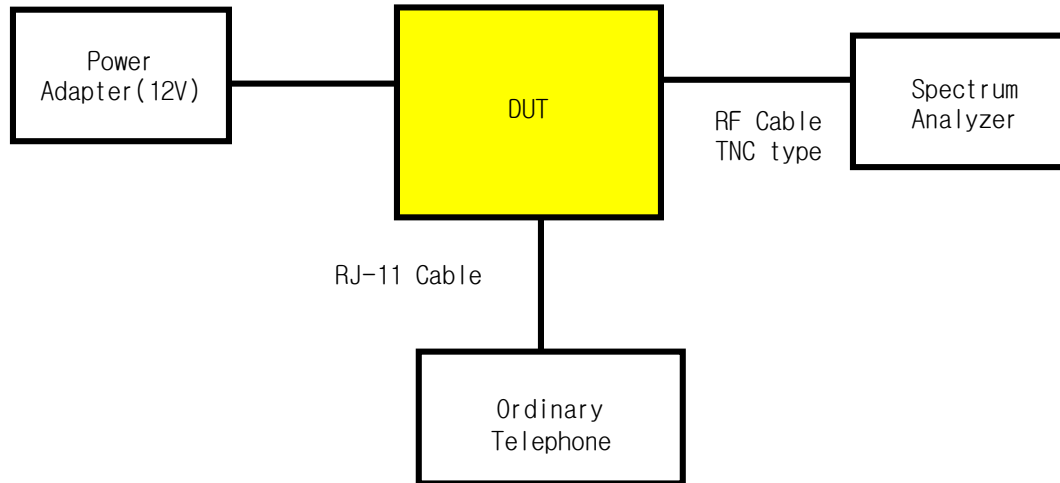 Power
Adapter(12V)
DUT
RF Cable
TNC type
Spectrum
Analyzer
RJ-11 Cable
Ordinary
Telephone